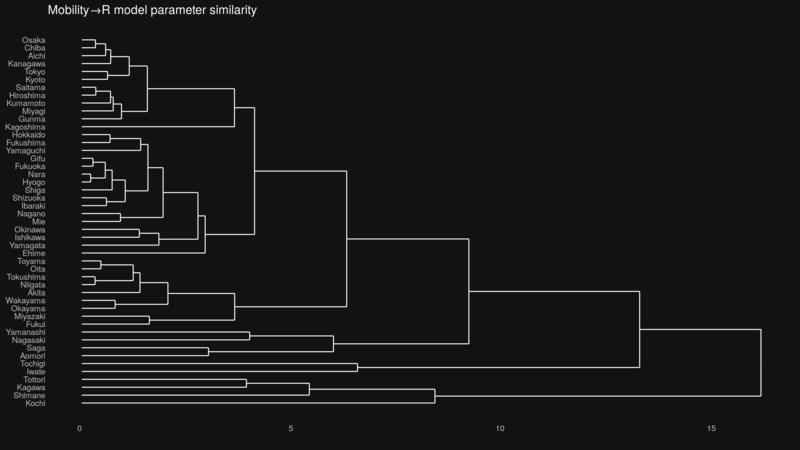 Mobility→R model parameter similarity
Osaka
Chiba
Aichi
Kanagawa
Tokyo
Kyoto
Saitama
Hiroshima
Kumamoto
Miyagi
Gunma
Kagoshima
Hokkaido
Fukushima
Yamaguchi
Gifu
Fukuoka
Nara
Hyogo
Shiga
Shizuoka
Ibaraki
Nagano
Mie
Okinawa
Ishikawa
Yamagata
Ehime
Toyama
Oita
Tokushima
Niigata
Akita
Wakayama
Okayama
Miyazaki
Fukui
Yamanashi
Nagasaki
Saga
Aomori
Tochigi
Iwate
Tottori
Kagawa
Shimane
Kochi
0 5 10 15